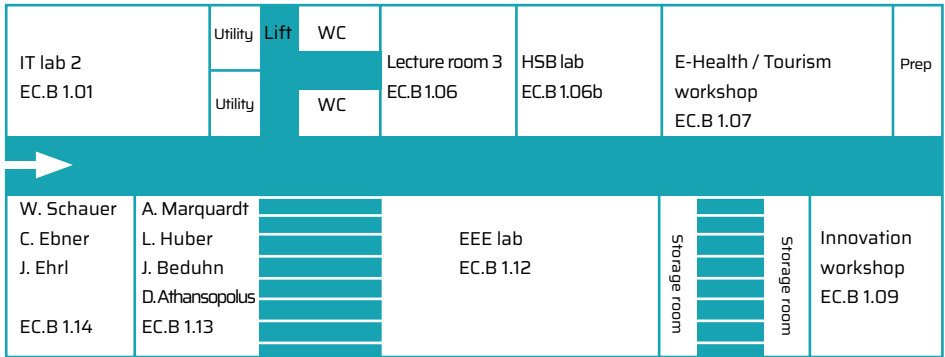 IT lab 2
EC.B 1.01
Utility
Utility
Lift
WC
WC
Lecture room 3
EC.B 1.06
HSB lab
EC.B 1.06b
E-Health / Tourism
workshop
EC.B 1.07
Prep
W. Schauer
C. Ebner
J. Ehrl
EC.B 1.14
A. Marquardt
L. Huber
J. Beduhn
D. Athansopolus
EC.B 1.13
EEE lab
EC.B 1.12
Storage room
Storage room
Innovation
workshop
EC.B 1.09